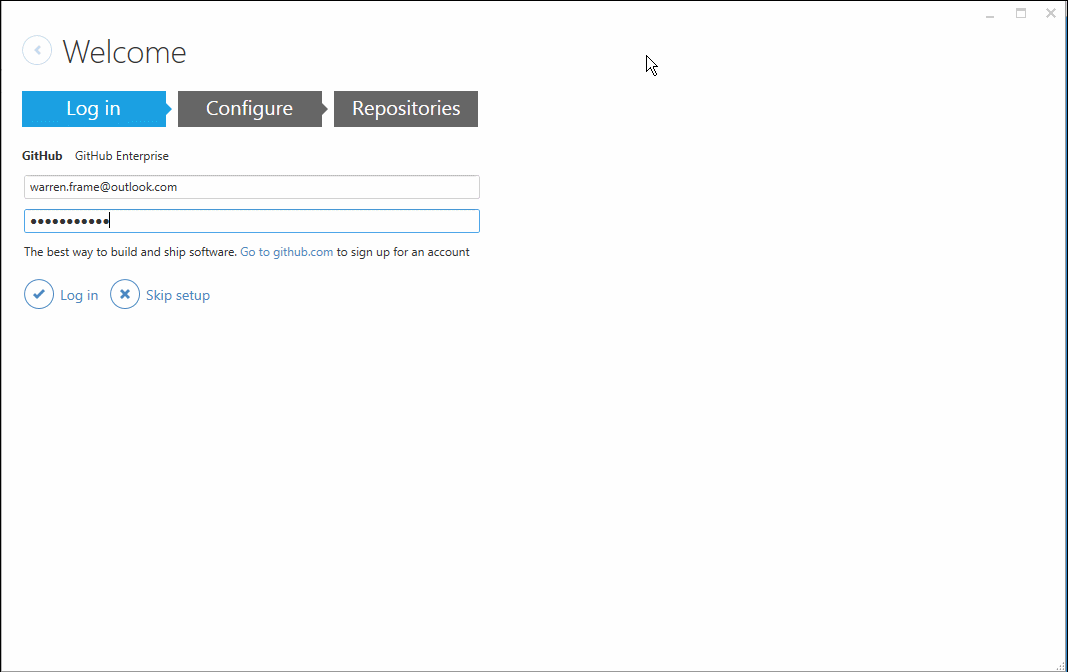 Welcome
Log in Configure Repositories
GitHub GitHub Enterprise
warren.frame@outlook.com
●●●●●●●●●●●
The best way to build and ship software. Go to github.com to sign up for an account
Log in Skip setup